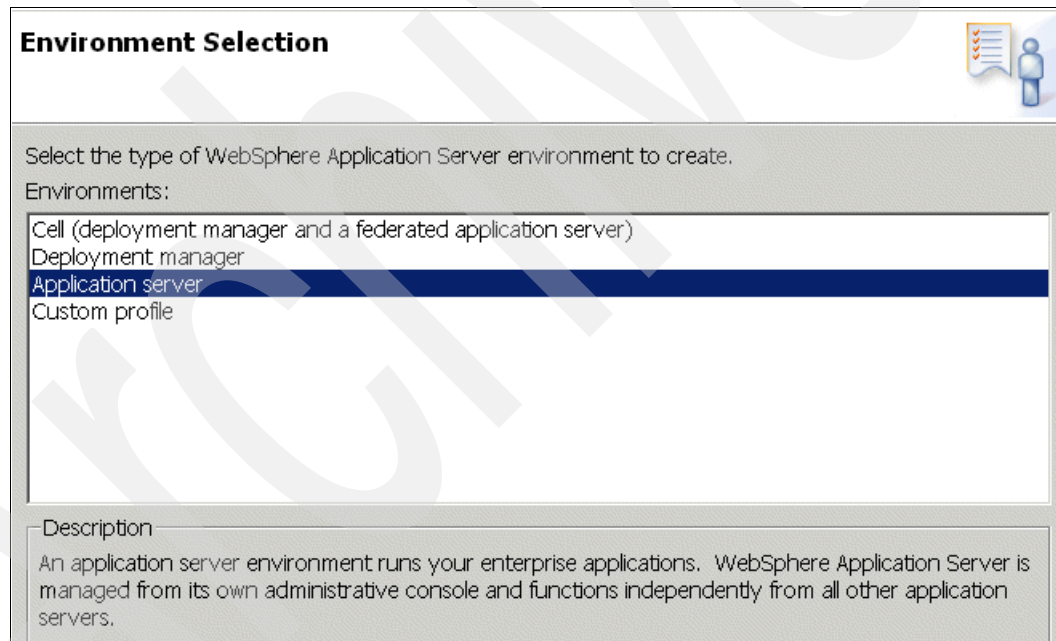 Environment Selection
Select the type of WebSphere Application Server environment to create.
Environments:
Cell (deployment manager and a federated application server)
Deployment manager
Application server
Custom profile
Description
An application server environment runs your enterprise applications. WebSphere Application Server is
managed from its own administrative console and functions independently from all other application
servers.